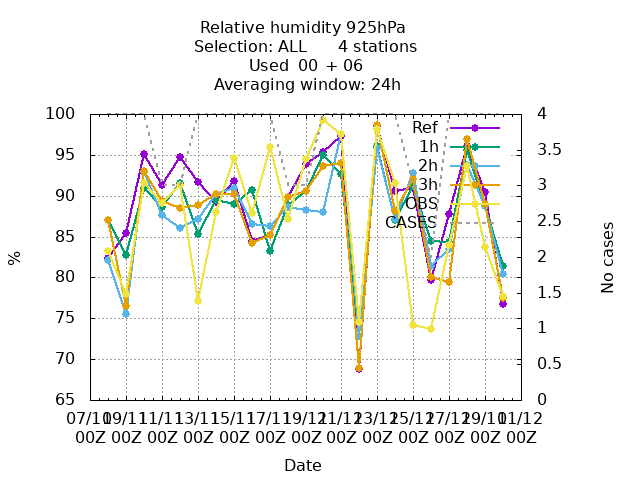 Relative humidity 925hPa
Selection: ALL 4 stations
Used 00 + 06
Averaging window: 24h
100
95
90
85
80
75
70
65
%
4
3.5
3
2.5
2
1.5
1
0.5
0
No cases
Ref
1h
2h
3h
OBS
CASES
07/11 09/11 11/11 13/11 15/11 17/11 19/11 21/11 23/11 25/11 27/11 29/11 01/12
00Z 00Z 00Z 00Z 00Z 00Z 00Z 00Z 00Z 00Z 00Z 00Z 00Z
Date